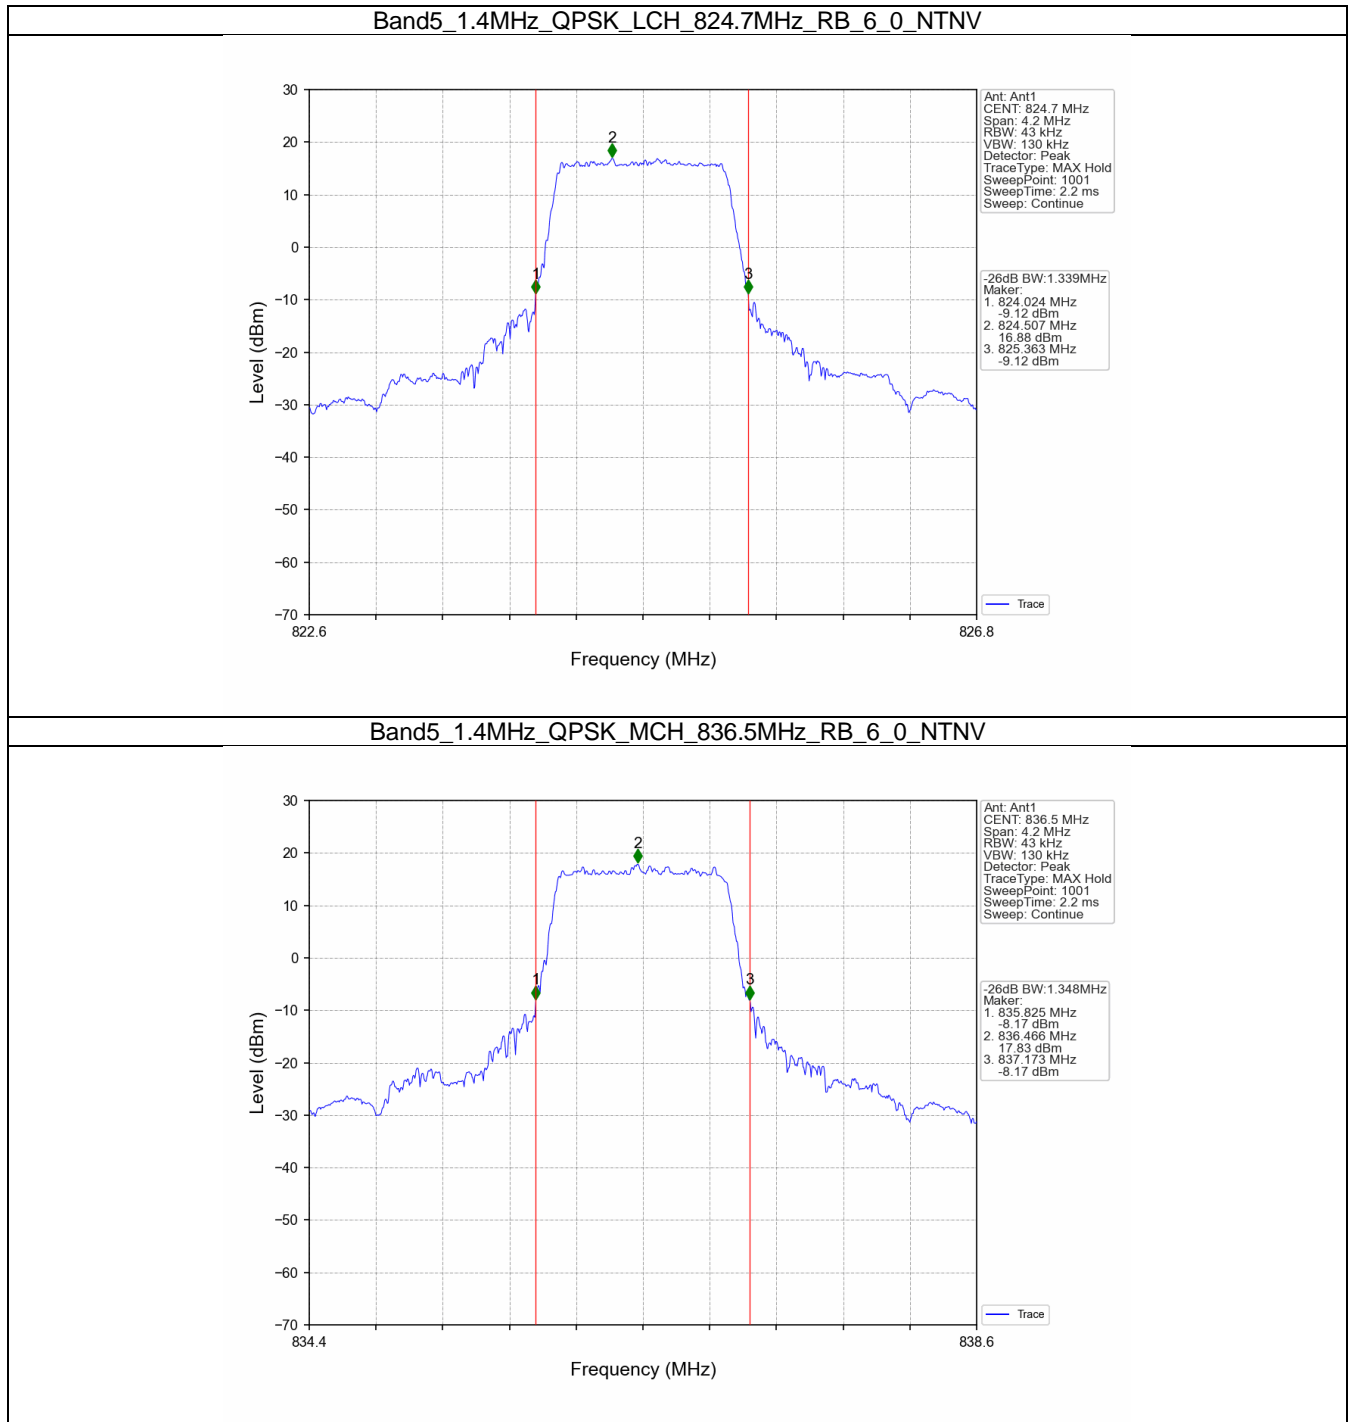 Band5_1.4MHz_QPSK_LCH_824.7MHz_RB_6_0_NTNV
30
20
10
0
−10
−20
−30
−40
−50
−60
−70
Level (dBm)
1
2
3
822.6
826.8
Frequency (MHz)
Ant: Ant1
CENT: 824.7 MHz
Span: 4.2 MHz
RBW: 43 kHz
VBW: 130 kHz
Detector: Peak
TraceType: MAX Hold
SweepPoint: 1001
SweepTime: 2.2 ms
Sweep: Continue
-26dB BW:1.339MHz
Maker:
1. 824.024 MHz
-9.12 dBm
2. 824.507 MHz
16.88 dBm
3. 825.363 MHz
-9.12 dBm
Trace
Band5_1.4MHz_QPSK_MCH_836.5MHz_RB_6_0_NTNV
30
20
10
0
−10
−20
−30
−40
−50
−60
−70
Level (dBm)
1
2
3
834.4
838.6
Frequency (MHz)
Ant: Ant1
CENT: 836.5 MHz
Span: 4.2 MHz
RBW: 43 kHz
VBW: 130 kHz
Detector: Peak
TraceType: MAX Hold
SweepPoint: 1001
SweepTime: 2.2 ms
Sweep: Continue
-26dB BW:1.348MHz
Maker:
1. 835.825 MHz
-8.17 dBm
2. 836.466 MHz
17.83 dBm
3. 837.173 MHz
-8.17 dBm
Trace